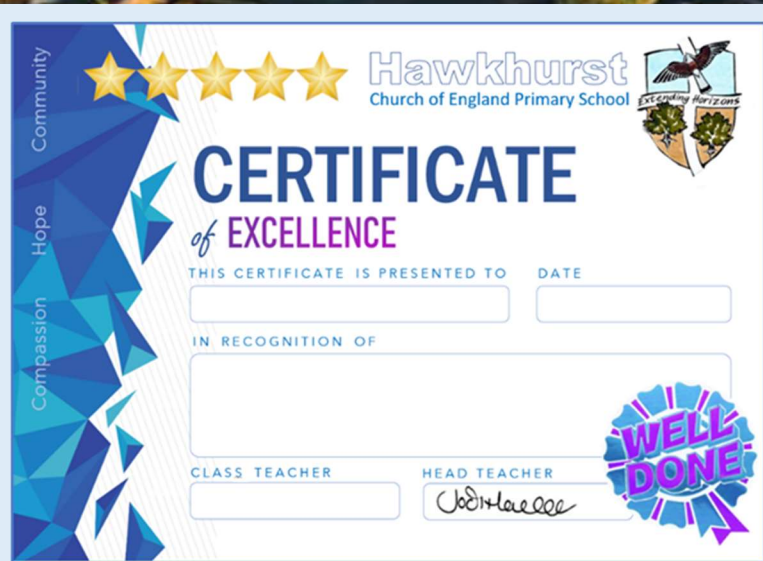 Community
Hope
Compassion
Hawkhurst
Church of England Primary School
Extending Horizons
CERTIFICATE
of EXCELLENCE
THIS CERTIFICATE IS PRESENTED TO
DATE
IN RECOGNITION OF
CLASS TEACHER
HEAD TEACHER
WELL
DONE